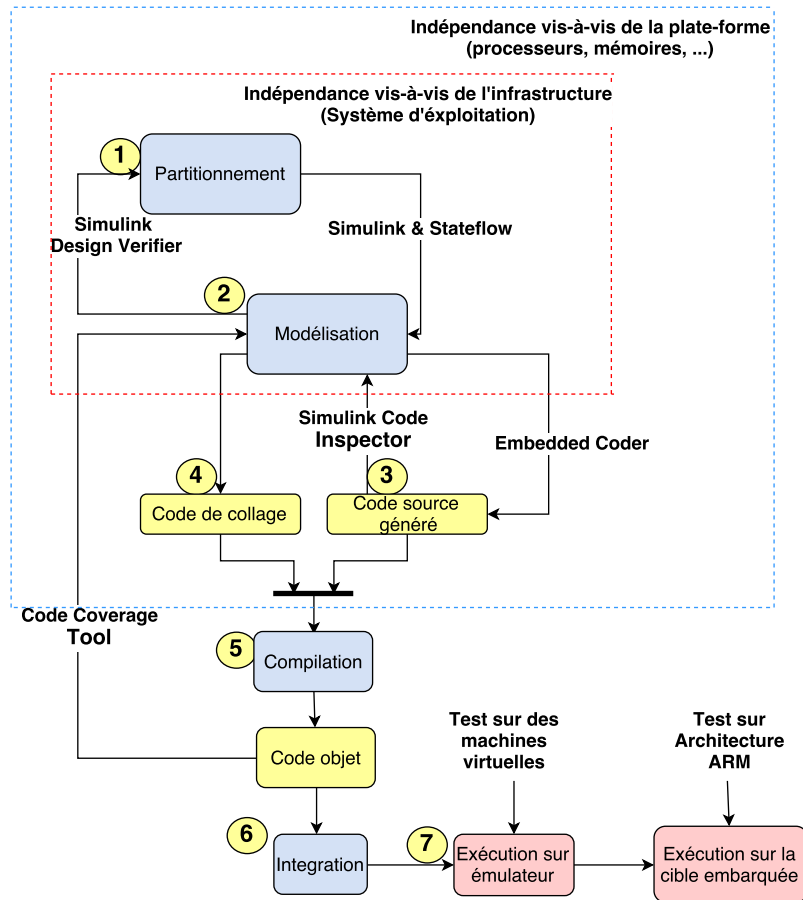 Indépendance vis-à-vis de la plate-forme
(processeurs, mémoires, ...)
Indépendance vis-à-vis de l'infrastructure
(Système d'éxploitation)
1
Partitionnement
Simulink
Design Verifier
Simulink & Stateflow
2
Modélisation
Simulink Code
Inspector
Embedded Coder
4
3
Code de collage
Code source
généré
Code Coverage
Tool
5
Compilation
Code objet
Test sur des
machines
virtuelles
Test sur
Architecture
ARM
6
Integration
7
Exécution sur
émulateur
Exécution sur la
cible embarquée